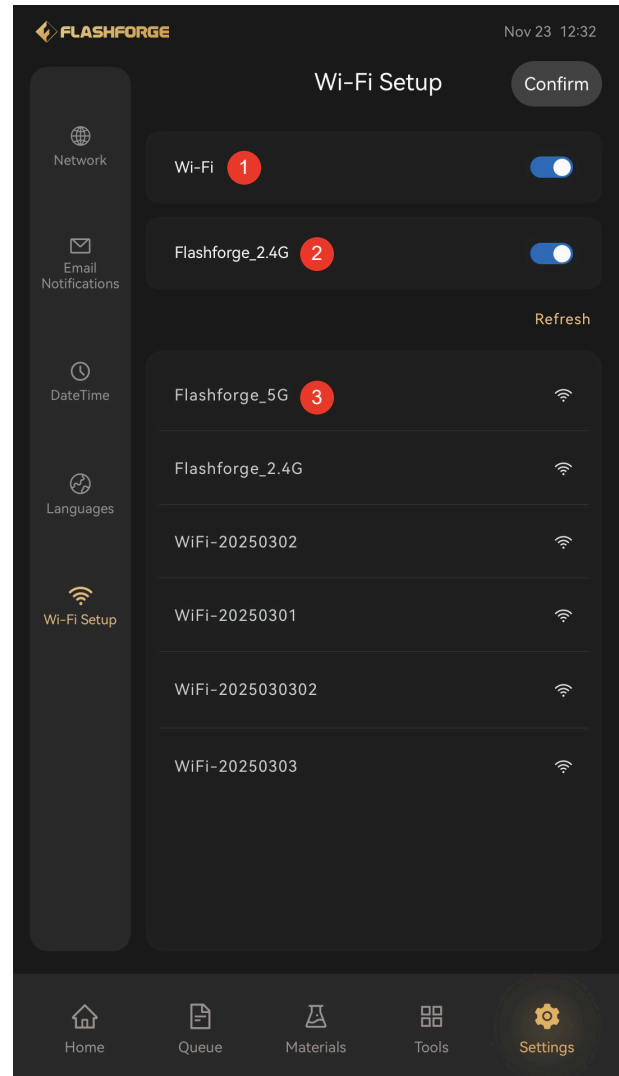 FLASHFORGE
Nov 23 12:32
Wi-Fi Setup
Confirm
Network
Email
Notifications
DateTime
Languages
Wi-Fi Setup
Wi-Fi 1
Flashforge_2.4G 2
Refresh
Flashforge_5G 3
Flashforge_2.4G
WiFi-20250302
WiFi-20250301
WiFi-2025030302
WiFi-20250303
Home
Queue
Materials
Tools
Settings